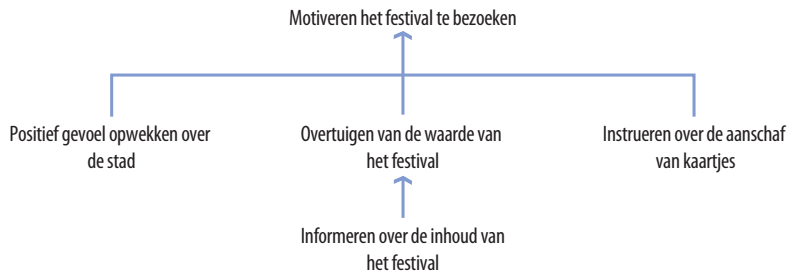 Motiveren het festival te bezoeken
Positief gevoel opwekken over
de stad
Overtuigen van de waarde van
het festival
Instrueren over de aanschaf
van kaartjes
Informeren over de inhoud van
het festival